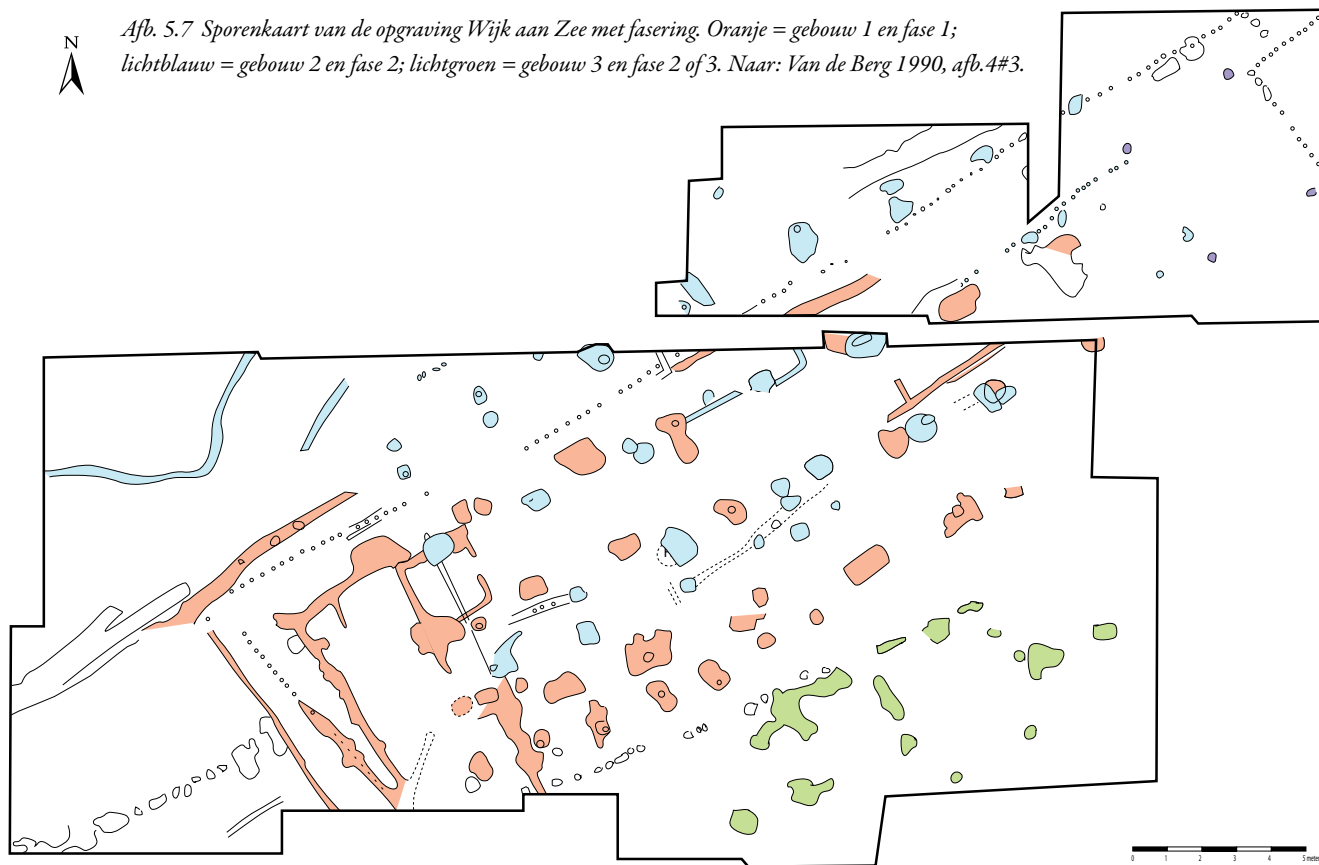 Afb. 5.7 Sporenkaart van de opgraving Wijk aan Zee met fasering. Oranje = gebouw 1 en fase 1;
N
lichtblauw = gebouw 2 en fase 2; lichtgroen = gebouw 3 en fase 2 of 3. Naar: Van de Berg 1990, afb.4#3.
0 1 2 3 4 5 meter